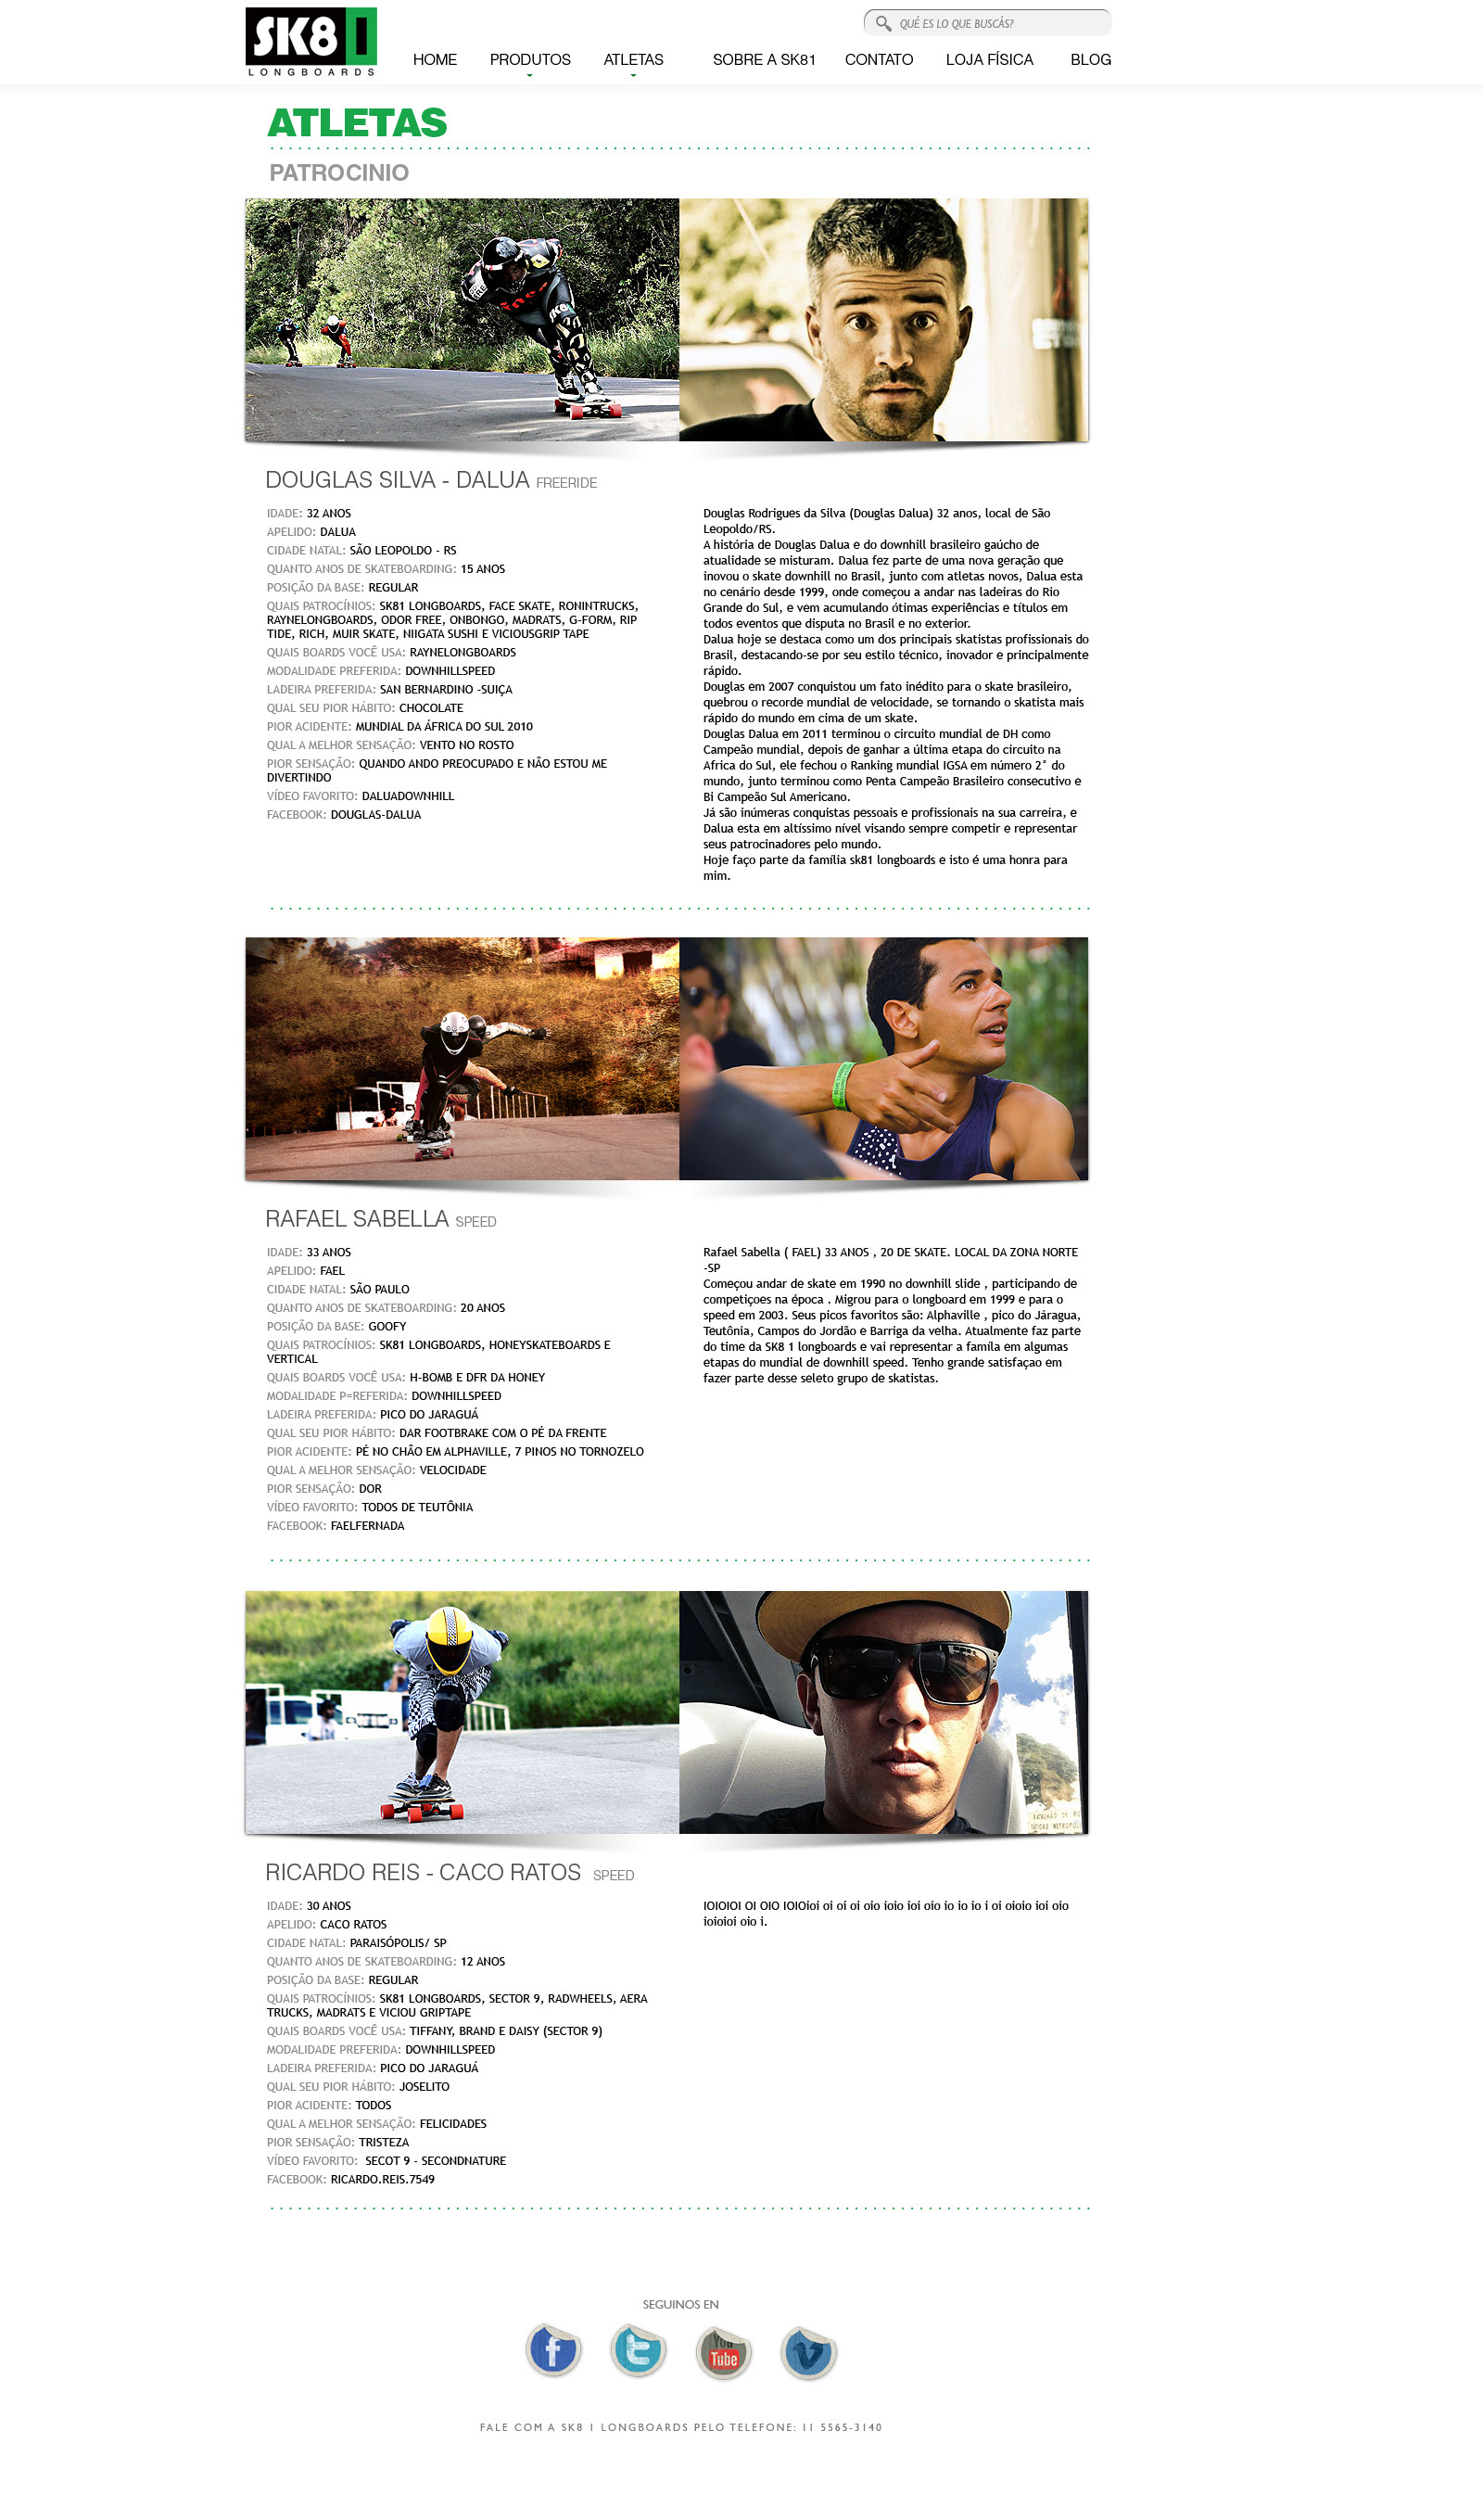 SK8 1
LONGBOARDS
QUÉ ES LO QUE BUSCÁS?
HOME PRODUTOS ATLETAS SOBRE A SK81 CONTATO LOJA FÍSICA BLOG
ATLETAS
PATROCINIO
DOUGLAS SILVA - DALUA FREERIDE
IDADE: 32 ANOS
APELIDO: DALUA
CIDADE NATAL: SÃO LEOPOLDO - RS
QUANTO ANOS DE SKATEBOARDING: 15 ANOS
POSIÇÃO DA BASE: REGULAR
QUAIS PATROCÍNIOS: SK81 LONGBOARDS, FACE SKATE, RONINTRUCKS,
RAYNELONGBOARDS, ODOR FREE, ONBONGO, MADRATS, G-FORM, RIP
TIDE, RICH, MUIR SKATE, NIIGATA SUSHI E VICIOUSGRIP TAPE
QUAIS BOARDS VOCÊ USA: RAYNELONGBOARDS
MODALIDADE PREFERIDA: DOWNHILLSPEED
LADEIRA PREFERIDA: SAN BERNARDINO -SUIÇA
QUAL SEU PIOR HÁBITO: CHOCOLATE
PIOR ACIDENTE: MUNDIAL DA ÁFRICA DO SUL 2010
QUAL A MELHOR SENSAÇÃO: VENTO NO ROSTO
PIOR SENSAÇÃO: QUANDO ANDO PREOCUPADO E NÃO ESTOU ME
DIVERTINDO
VÍDEO FAVORITO: DALUADOWNHILL
FACEBOOK: DOUGLAS-DALUA
Douglas Rodrigues da Silva (Douglas Dalua) 32 anos, local de São
Leopoldo/RS.
A história de Douglas Dalua e do downhill brasileiro gaúcho de
atualidade se misturam. Dalua fez parte de uma nova geração que
inovou o skate downhill no Brasil, junto com atletas novos, Dalua esta
no cenário desde 1999, onde começou a andar nas ladeiras do Rio
Grande do Sul, e vem acumulando ótimas experiências e títulos em
todos eventos que disputa no Brasil e no exterior.
Dalua hoje se destaca como um dos principais skatistas profissionais do
Brasil, destacando-se por seu estilo técnico, inovador e principalmente
rápido.
Douglas em 2007 conquistou um fato inédito para o skate brasileiro,
quebrou o recorde mundial de velocidade, se tornando o skatista mais
rápido do mundo em cima de um skate.
Douglas Dalua em 2011 terminou o circuito mundial de DH como
Campeão mundial, depois de ganhar a última etapa do circuito na
Africa do Sul, ele fechou o Ranking mundial IGSA em número 2° do
mundo, junto terminou como Penta Campeão Brasileiro consecutivo e
Bi Campeão Sul Americano.
Já são inúmeras conquistas pessoais e profissionais na sua carreira, e
Dalua esta em altíssimo nível visando sempre competir e representar
seus patrocinadores pelo mundo.
Hoje faço parte da família sk81 longboards e isto é uma honra para
mim.
RAFAEL SABELLA SPEED
IDADE: 33 ANOS
APELIDO: FAEL
CIDADE NATAL: SÃO PAULO
QUANTO ANOS DE SKATEBOARDING: 20 ANOS
POSIÇÃO DA BASE: GOOFY
QUAIS PATROCÍNIOS: SK81 LONGBOARDS, HONEYSKATEBOARDS E
VERTICAL
QUAIS BOARDS VOCÊ USA: H-BOMB E DFR DA HONEY
MODALIDADE P=REFERIDA: DOWNHILLSPEED
LADEIRA PREFERIDA: PICO DO JARAGUÁ
QUAL SEU PIOR HÁBITO: DAR FOOTBRAKE COM O PÉ DA FRENTE
PIOR ACIDENTE: PÉ NO CHÃO EM ALPHAVILLE, 7 PINOS NO TORNOZELO
QUAL A MELHOR SENSAÇÃO: VELOCIDADE
PIOR SENSAÇÃO: DOR
VÍDEO FAVORITO: TODOS DE TEUTÔNIA
FACEBOOK: FAELFERNADA
Rafael Sabella ( FAEL) 33 ANOS , 20 DE SKATE. LOCAL DA ZONA NORTE
-SP
Começou andar de skate em 1990 no downhill slide , participando de
competiçoes na época . Migrou para o longboard em 1999 e para o
speed em 2003. Seus picos favoritos são: Alphaville , pico do Járagua,
Teutônia, Campos do Jordão e Barriga da velha. Atualmente faz parte
do time da SK8 1 longboards e vai representar a famíla em algumas
etapas do mundial de downhill speed. Tenho grande satisfaçao em
fazer parte desse seleto grupo de skatistas.
BATALHÃO DE RO
TÁTICAS METROPOL
RICARDO REIS - CACO RATOS SPEED
IDADE: 30 ANOS
APELIDO: CACO RATOS
CIDADE NATAL: PARAISÓPOLIS/ SP
QUANTO ANOS DE SKATEBOARDING: 12 ANOS
POSIÇÃO DA BASE: REGULAR
QUAIS PATROCÍNIOS: SK81 LONGBOARDS, SECTOR 9, RADWHEELS, AERA
TRUCKS, MADRATS E VICIOU GRIPTAPE
QUAIS BOARDS VOCÊ USA: TIFFANY, BRAND E DAISY (SECTOR 9)
MODALIDADE PREFERIDA: DOWNHILLSPEED
LADEIRA PREFERIDA: PICO DO JARAGUÁ
QUAL SEU PIOR HÁBITO: JOSELITO
PIOR ACIDENTE: TODOS
QUAL A MELHOR SENSAÇÃO: FELICIDADES
PIOR SENSAÇÃO: TRISTEZA
VÍDEO FAVORITO: SECOT 9 - SECONDNATURE
FACEBOOK: RICARDO.REIS.7549
IOIOIOI OI OIO IOIOioi oi oi oi oio ioio ioi oio io io io i oi oioio ioi oio
ioioioi oio i.
SEGUINOS EN
You Tube
FALE COM A SK8 1 LONGBOARDS PELO TELEFONE: 11 5565-3140